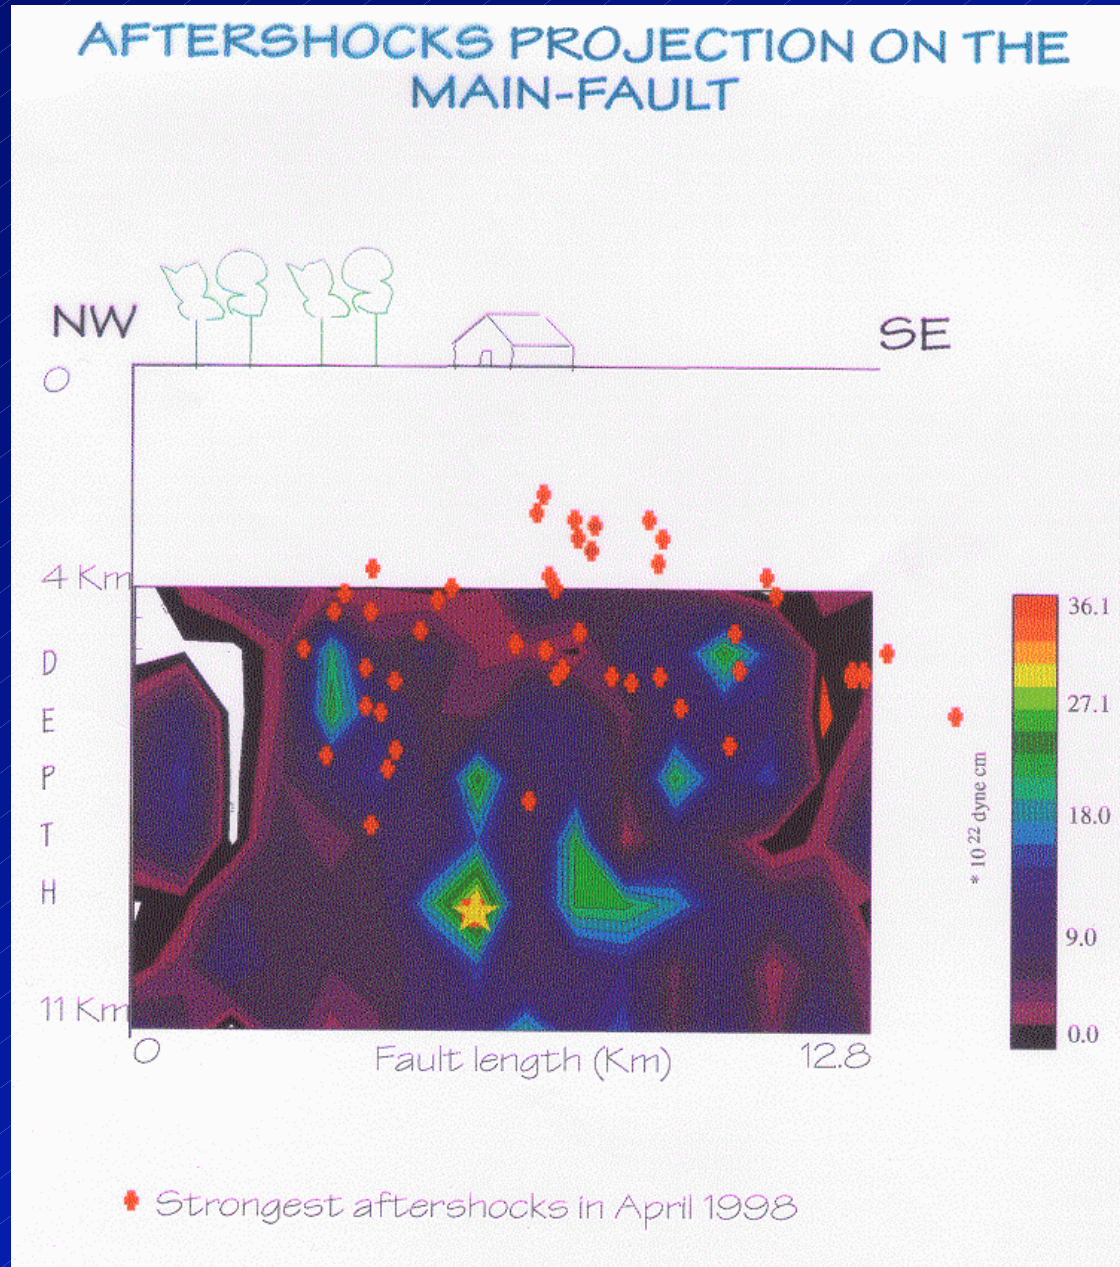 AFTERSHOCKS PROJECTION ON THE
MAIN-FAULT
NW
SE
0
4 Km
DEPTH
11 Km
0
Fault length (Km)
12.8
36.1
27.1
18.0
9.0
0.0
* 10 22 dyne cm
Strongest aftershocks in April 1998